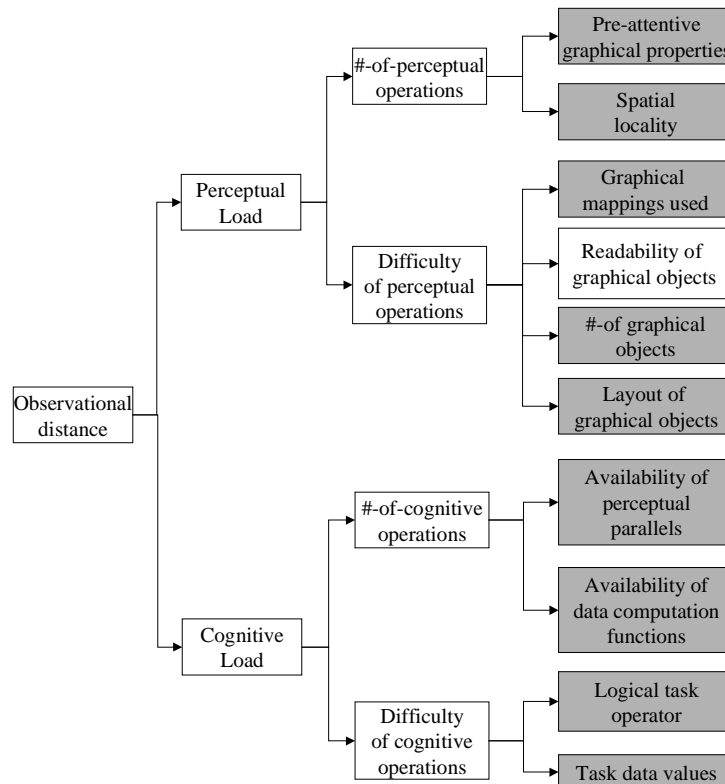 Observational
distance
Perceptual
Load
Cognitive
Load
#-of-perceptual
operations
Difficulty
of perceptual
operations
#-of-cognitive
operations
Difficulty
of cognitive
operations
Pre-attentive
graphical properties
Spatial
locality
Graphical
mappings used
Readability of
graphical objects
#-of graphical
objects
Layout of
graphical objects
Availability of
perceptual
parallels
Availability of
data computation
functions
Logical task
operator
Task data values